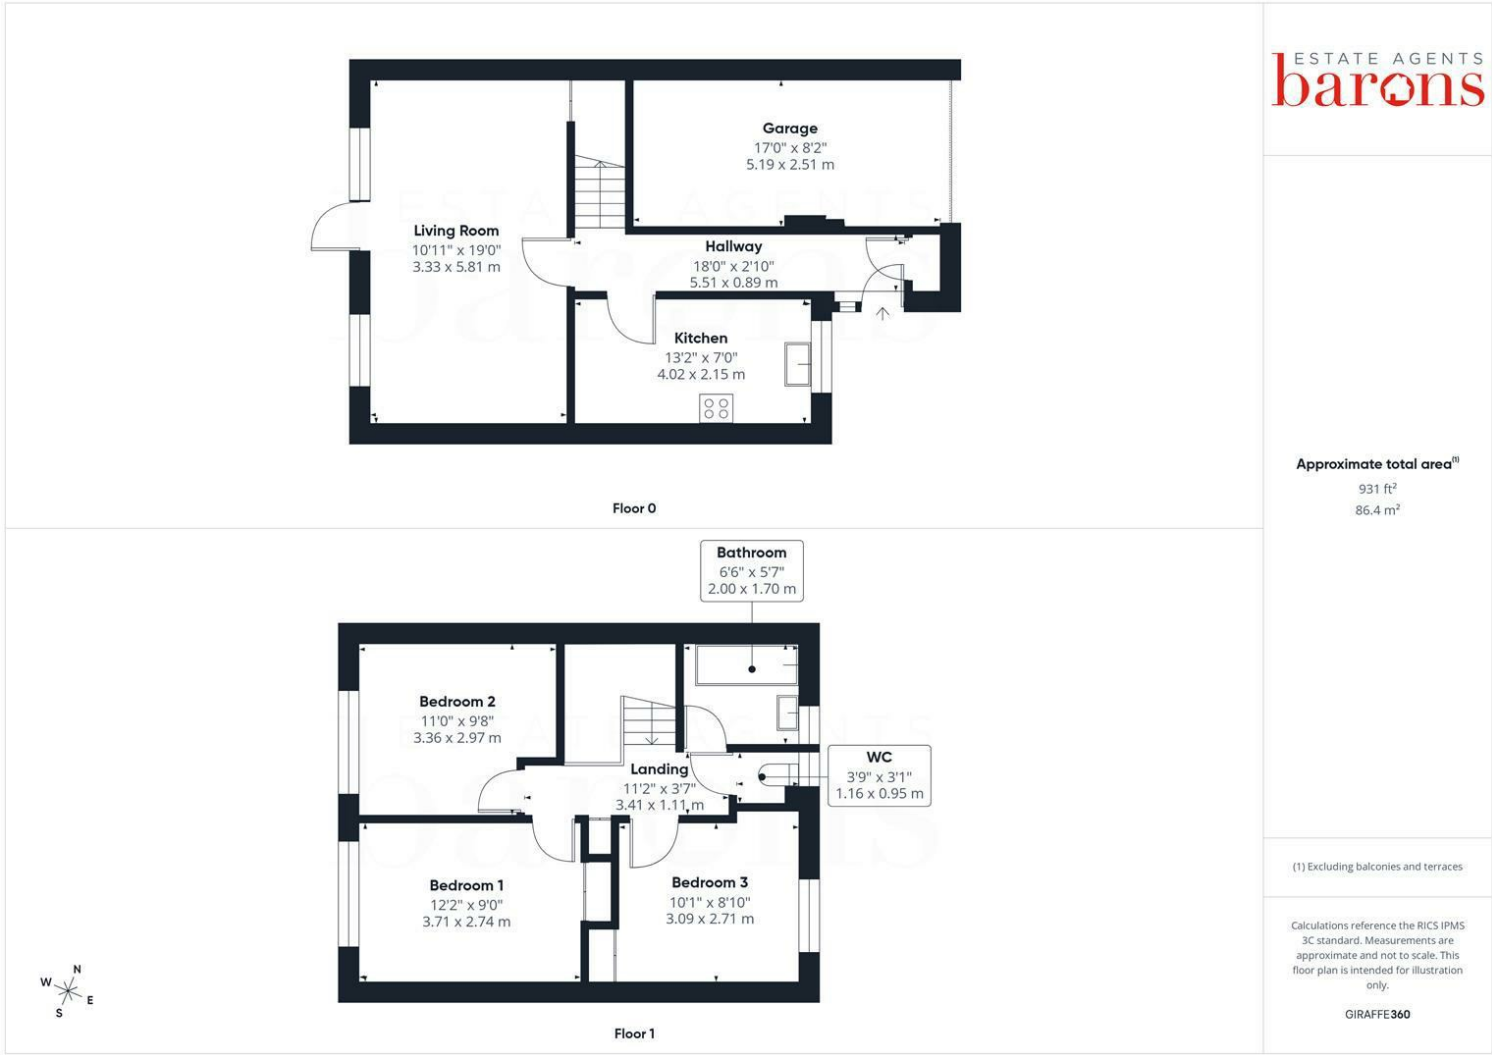 ESTATE AGENTS
barons
Garage
17'0" x 8'2"
5.19 x 2.51 m
Living Room
10'11" x 19'0"
3.33 x 5.81 m
Hallway
18'0" x 2'10"
5.51 x 0.89 m
Kitchen
13'2" x 7'0"
4.02 x 2.15 m
Floor 0
Approximate total area(1)
931 ft²
86.4 m²
Bathroom
6'6" x 5'7"
2.00 x 1.70 m
Bedroom 2
11'0" x 9'8"
3.36 x 2.97 m
Landing
11'2" x 3'7"
3.41 x 1.11 m
WC
3'9" x 3'1"
1.16 x 0.95 m
Bedroom 1
12'2" x 9'0"
3.71 x 2.74 m
Bedroom 3
10'1" x 8'10"
3.09 x 2.71 m
N
W
E
S
Floor 1
(1) Excluding balconies and terraces
Calculations reference the RICS IPMS
3C standard. Measurements are
approximate and not to scale. This
floor plan is intended for illustration
only.
GIRAFFE360
ESTATE AGENTS
barons
ESTATE AGENTS
barons